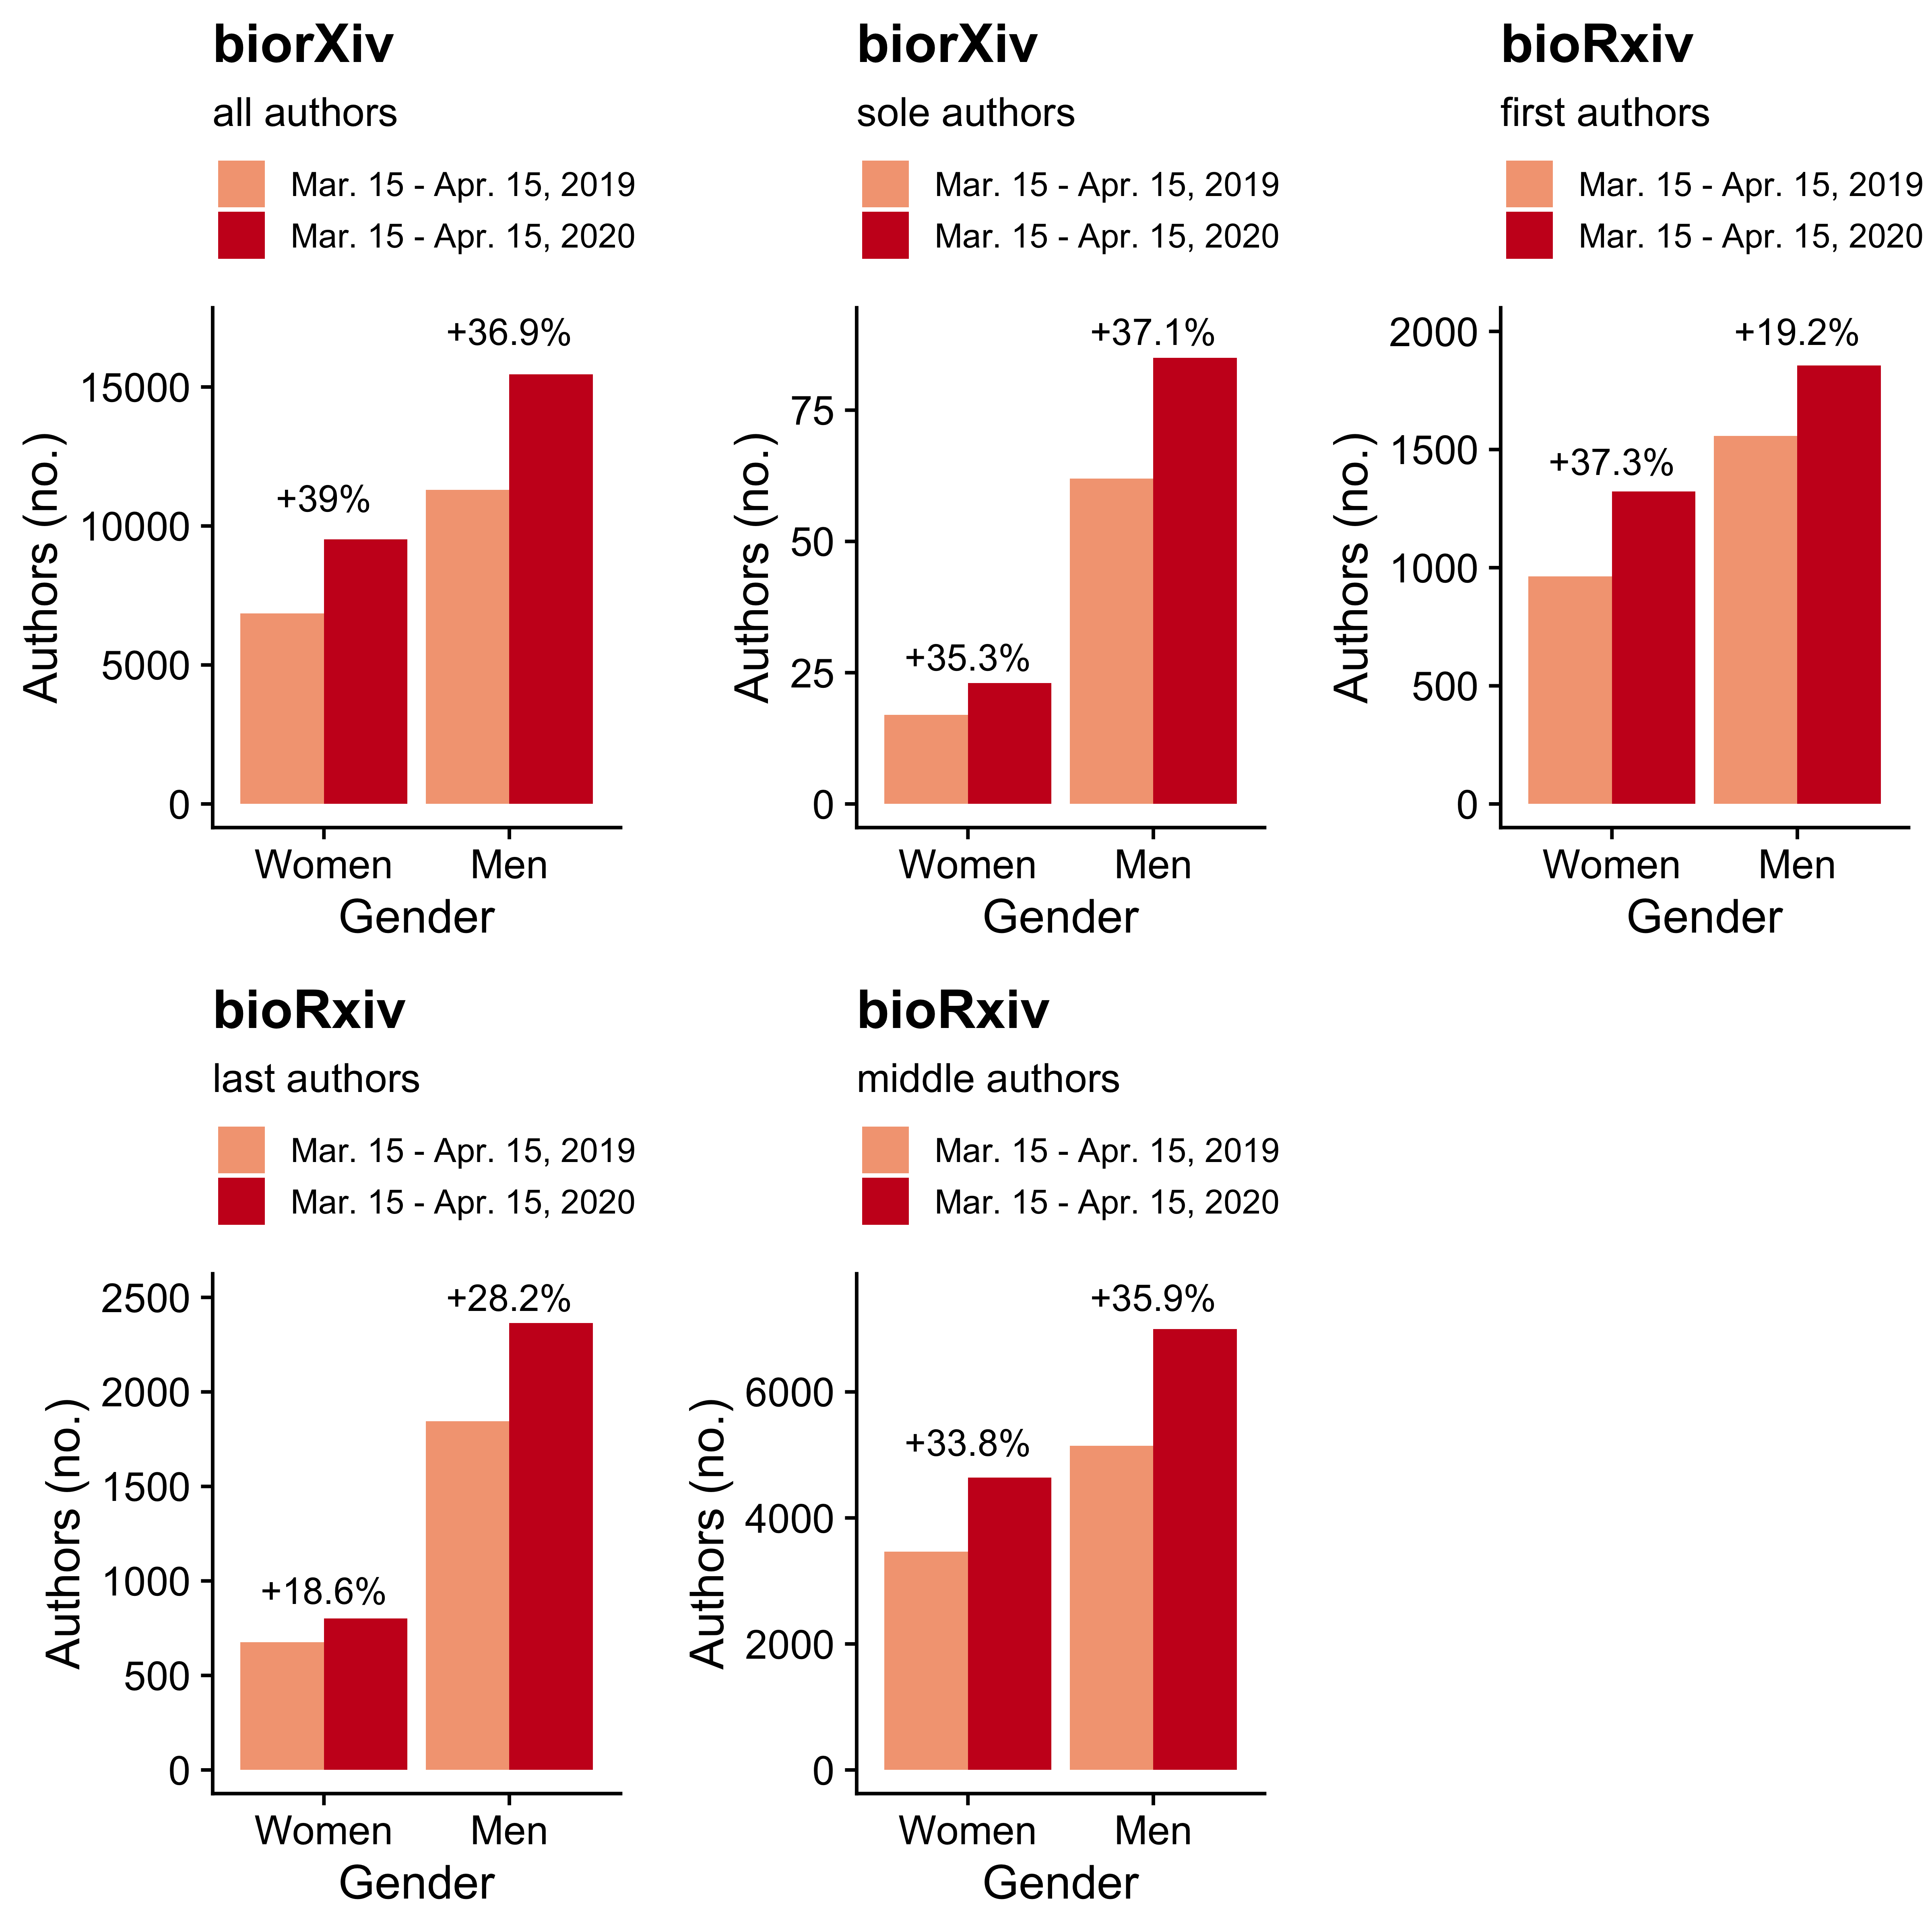 biorXiv
all authors
Mar. 15 - Apr. 15, 2019
Mar. 15 - Apr. 15, 2020
+36.9%
+39%
15000
10000
5000
0
Authors (no.)
Women
Men
Gender
biorXiv
sole authors
Mar. 15 - Apr. 15, 2019
Mar. 15 - Apr. 15, 2020
+37.1%
+35.3%
75
50
25
0
Authors (no.)
Women
Men
Gender
bioRxiv
first authors
Mar. 15 - Apr. 15, 2019
Mar. 15 - Apr. 15, 2020
+19.2%
+37.3%
2000
1500
1000
500
0
Authors (no.)
Women
Men
Gender
bioRxiv
last authors
Mar. 15 - Apr. 15, 2019
Mar. 15 - Apr. 15, 2020
+28.2%
+18.6%
2500
2000
1500
1000
500
0
Authors (no.)
Women
Men
Gender
bioRxiv
middle authors
Mar. 15 - Apr. 15, 2019
Mar. 15 - Apr. 15, 2020
+35.9%
+33.8%
6000
4000
2000
0
Authors (no.)
Women
Men
Gender